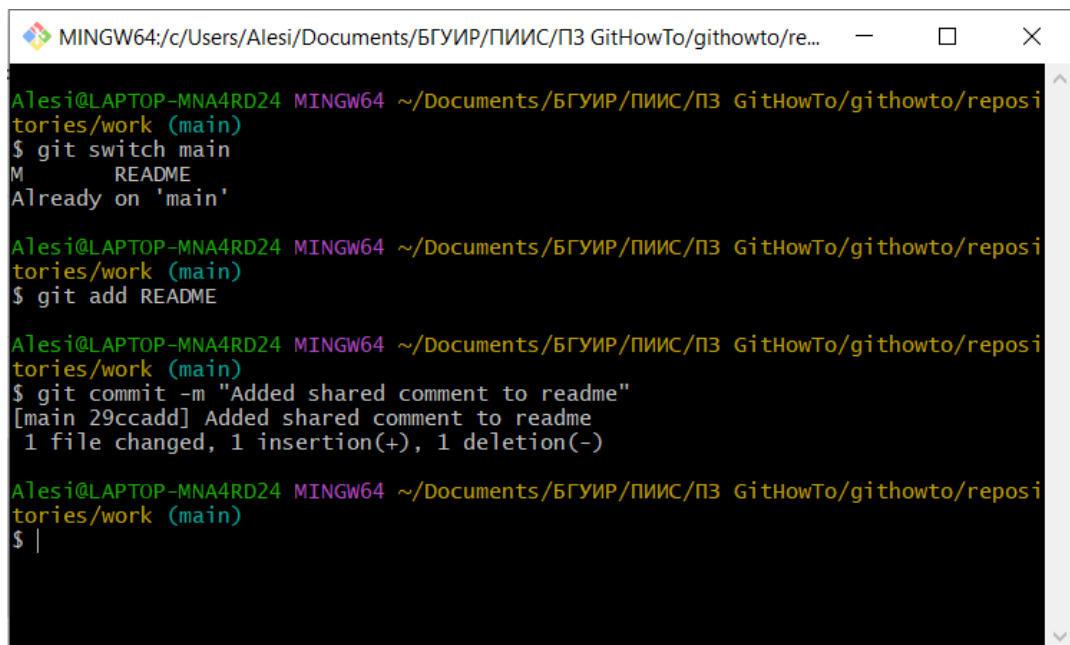 MINGW64:/c/Users/Alesi/Documents/БГУИР/ПИИС/ПЗ GitHowTo/githowto/re...
Alesi@LAPTOP-MNA4RD24 MINGW64 ~/Documents/БГУИР/ПИИС/ПЗ GitHowTo/githowto/reposi
tories/work (main)
$ git switch main
M       README
Already on 'main'
Alesi@LAPTOP-MNA4RD24 MINGW64 ~/Documents/БГУИР/ПИИС/ПЗ GitHowTo/githowto/reposi
tories/work (main)
$ git add README
Alesi@LAPTOP-MNA4RD24 MINGW64 ~/Documents/БГУИР/ПИИС/ПЗ GitHowTo/githowto/reposi
tories/work (main)
$ git commit -m "Added shared comment to readme"
[main 29ccadd] Added shared comment to readme
 1 file changed, 1 insertion(+), 1 deletion(-)
Alesi@LAPTOP-MNA4RD24 MINGW64 ~/Documents/БГУИР/ПИИС/ПЗ GitHowTo/githowto/reposi
tories/work (main)
$